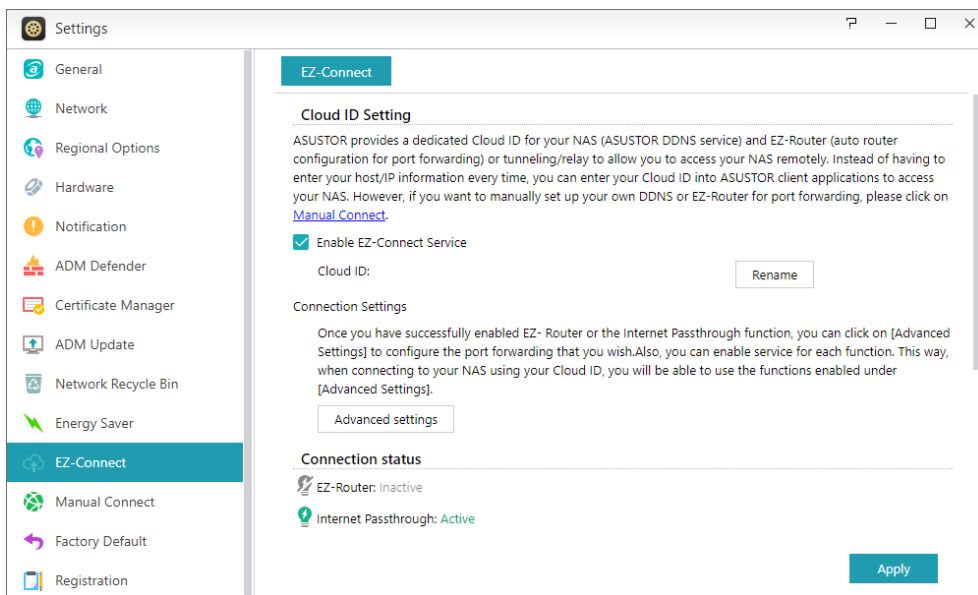 Settings
General
Network
Regional Options
Hardware
Notification
ADM Defender
Certificate Manager
ADM Update
Network Recycle Bin
Energy Saver
EZ-Connect
Manual Connect
Factory Default
Registration
EZ-Connect
Cloud ID Setting
ASUSTOR provides a dedicated Cloud ID for your NAS (ASUSTOR DDNS service) and EZ-Router (auto router
configuration for port forwarding) or tunneling/relay to allow you to access your NAS remotely. Instead of having to
enter your host/IP information every time, you can enter your Cloud ID into ASUSTOR client applications to access
your NAS. However, if you want to manually set up your own DDNS or EZ-Router for port forwarding, please click on
Manual Connect.
Enable EZ-Connect Service
Cloud ID:
Rename
Connection Settings
Once you have successfully enabled EZ- Router or the Internet Passthrough function, you can click on [Advanced
Settings] to configure the port forwarding that you wish.Also, you can enable service for each function. This way,
when connecting to your NAS using your Cloud ID, you will be able to use the functions enabled under
[Advanced Settings].
Advanced settings
Connection status
EZ-Router: Inactive
Internet Passthrough: Active
Apply